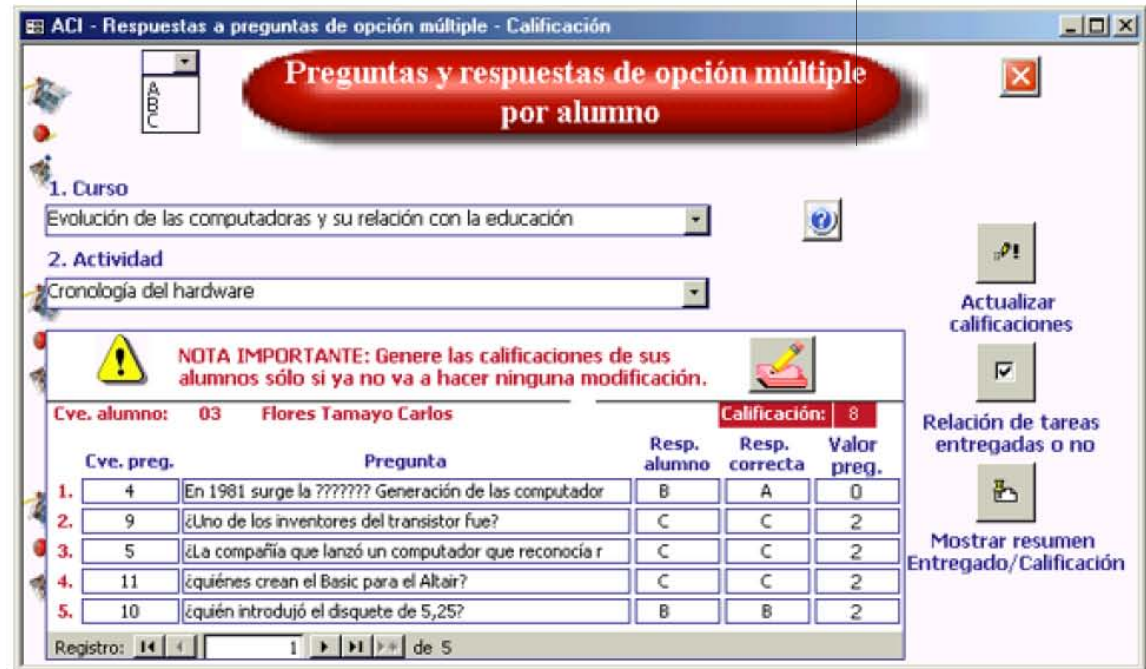 ACI - Respuestas a preguntas de opción múltiple - Calificación
A
B
C
Preguntas y respuestas de opción múltiple
por alumno
1. Curso
Evolución de las computadoras y su relación con la educación
2. Actividad
Cronología del hardware
Actualizar
calificaciones
NOTA IMPORTANTE: Genere las calificaciones de sus
alumnos sólo si ya no va a hacer ninguna modificación.
Relación de tareas
entregadas o no
Cve. alumno: 03 Flores Tamayo Carlos Calificación: 8
Cve. preg. Pregunta Resp. alumno Resp. correcta Valor preg.
1. 4 En 1981 surge la ??????? Generación de las computador B A 0
2. 9 ¿Uno de los inventores del transistor fue? C C 2
3. 5 ¿La compañía que lanzó un computador que reconocía r C C 2
4. 11 ¿quiénes crean el Basic para el Altair? C C 2
5. 10 ¿quién introdujó el disquete de 5,25? B B 2
Mostrar resumen
Entregado/Calificación
Registro: 1 de 5